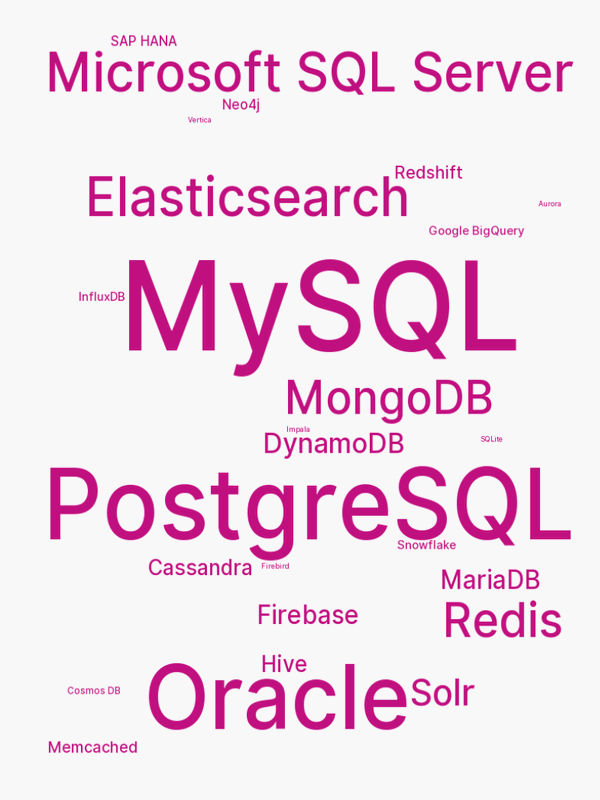 SAP HANA
Microsoft SQL Server
Neo4j
Vertica
Redshift
Elasticsearch
Aurora
Google BigQuery
InfluxDB
MySQL
MongoDB
Impala
DynamoDB
SQLite
PostgreSQL
Snowflake
Cassandra
Firebird
MariaDB
Firebase
Redis
Hive
Cosmos DB
Oracle
Solr
Memcached